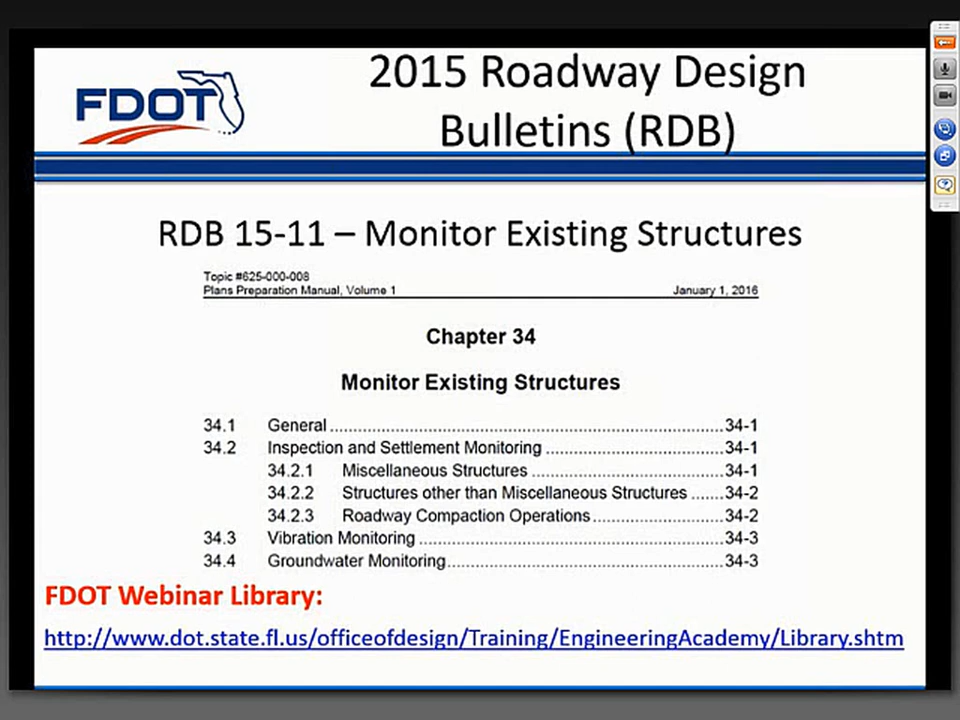 FDOT
2015 Roadway Design
Bulletins (RDB)
RDB 15-11 – Monitor Existing Structures
Topic #625-000-008
Plans Preparation Manual, Volume 1 January 1, 2016
Chapter 34
Monitor Existing Structures
34.1 General ........ 34-1
34.2 Inspection and Settlement Monitoring ........ 34-1
34.2.1 Miscellaneous Structures ........ 34-1
34.2.2 Structures other than Miscellaneous Structures ....... 34-2
34.2.3 Roadway Compaction Operations ........ 34-2
34.3 Vibration Monitoring ........ 34-3
34.4 Groundwater Monitoring ........ 34-3
FDOT Webinar Library:
http://www.dot.state.fl.us/officeofdesign/Training/EngineeringAcademy/Library.shtm